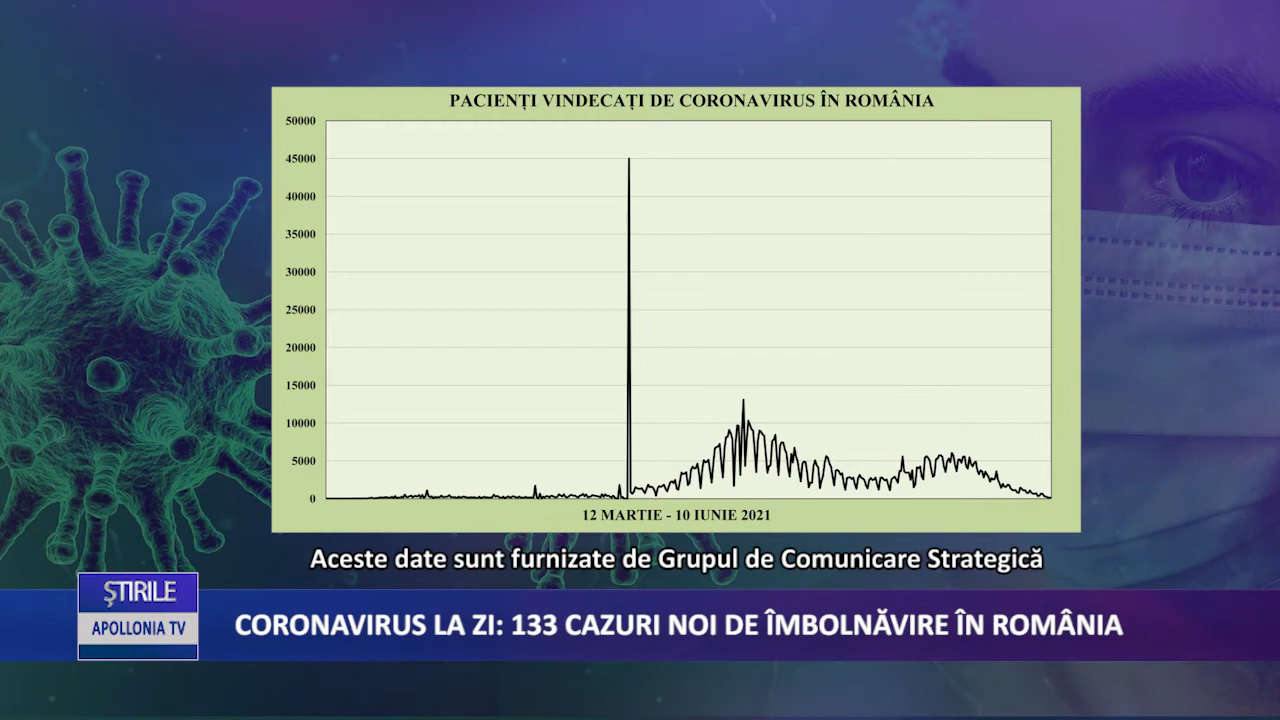 PACIENȚI VINDECAȚI DE CORONAVIRUS ÎN ROMÂNIA
50000
45000
40000
35000
30000
25000
20000
15000
10000
5000
0
12 MARTIE - 10 IUNIE 2021
Aceste date sunt furnizate de Grupul de Comunicare Strategică
ȘTIRILE
APOLLONIA TV
CORONAVIRUS LA ZI: 133 CAZURI NOI DE ÎMBOLNĂVIRE ÎN ROMÂNIA